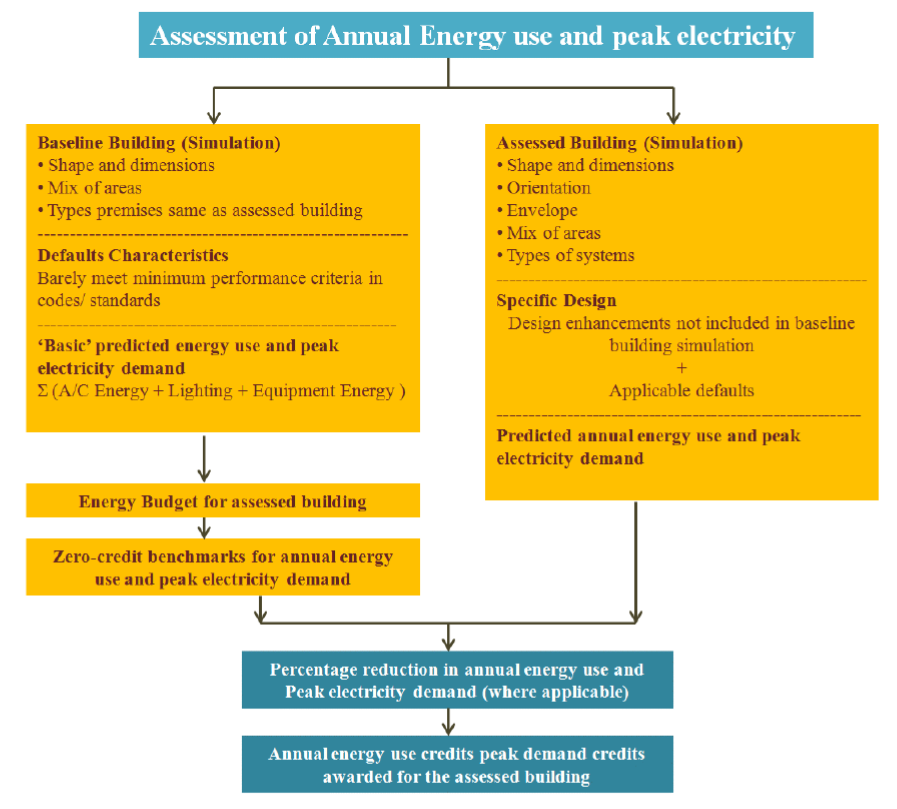 Assessment of Annual Energy use and peak electricity
Baseline Building (Simulation)
• Shape and dimensions
• Mix of areas
• Types premises same as assessed building
Defaults Characteristics
Barely meet minimum performance criteria in
codes/ standards
‘Basic’ predicted energy use and peak
electricity demand
Σ (A/C Energy + Lighting + Equipment Energy )
Energy Budget for assessed building
Zero-credit benchmarks for annual energy
use and peak electricity demand
Assessed Building (Simulation)
• Shape and dimensions
• Orientation
• Envelope
• Mix of areas
• Types of systems
Specific Design
Design enhancements not included in baseline
building simulation
+
Applicable defaults
Predicted annual energy use and peak
electricity demand
Percentage reduction in annual energy use and
Peak electricity demand (where applicable)
Annual energy use credits peak demand credits
awarded for the assessed building